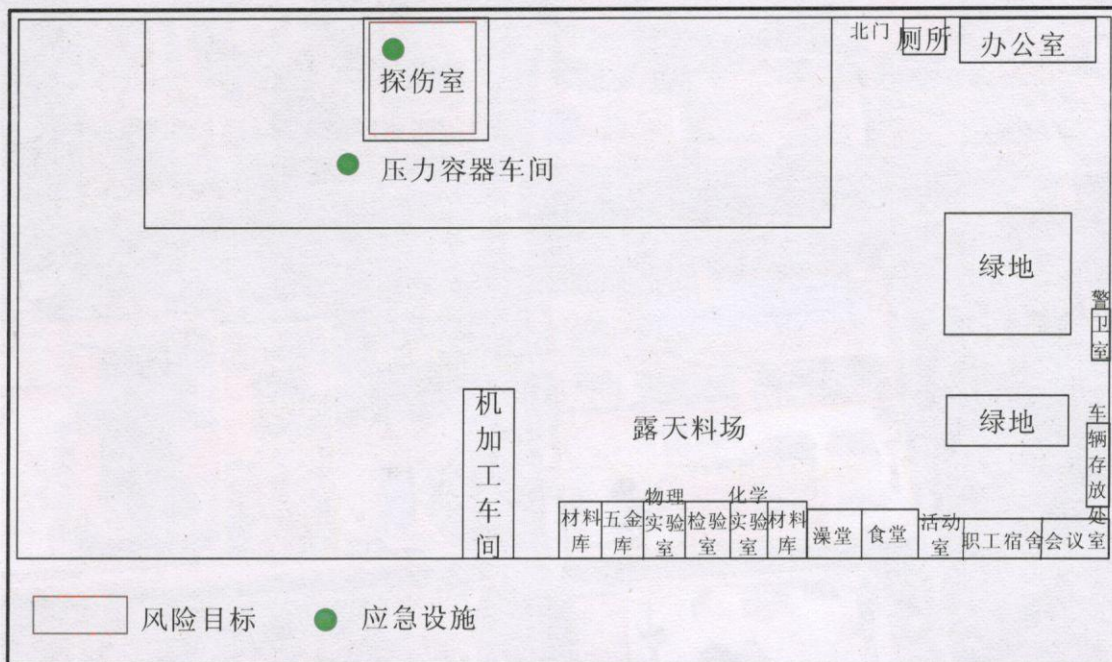 北门
厕所
办公室
探伤室
压力容器车间
绿地
警卫室
绿地
车辆存放处
机加工车间
露天料场
材料库
五金库
物理实验室
检验室
化学实验室
材料库
澡堂
食堂
活动室
职工宿舍
会议室
风险目标
应急设施